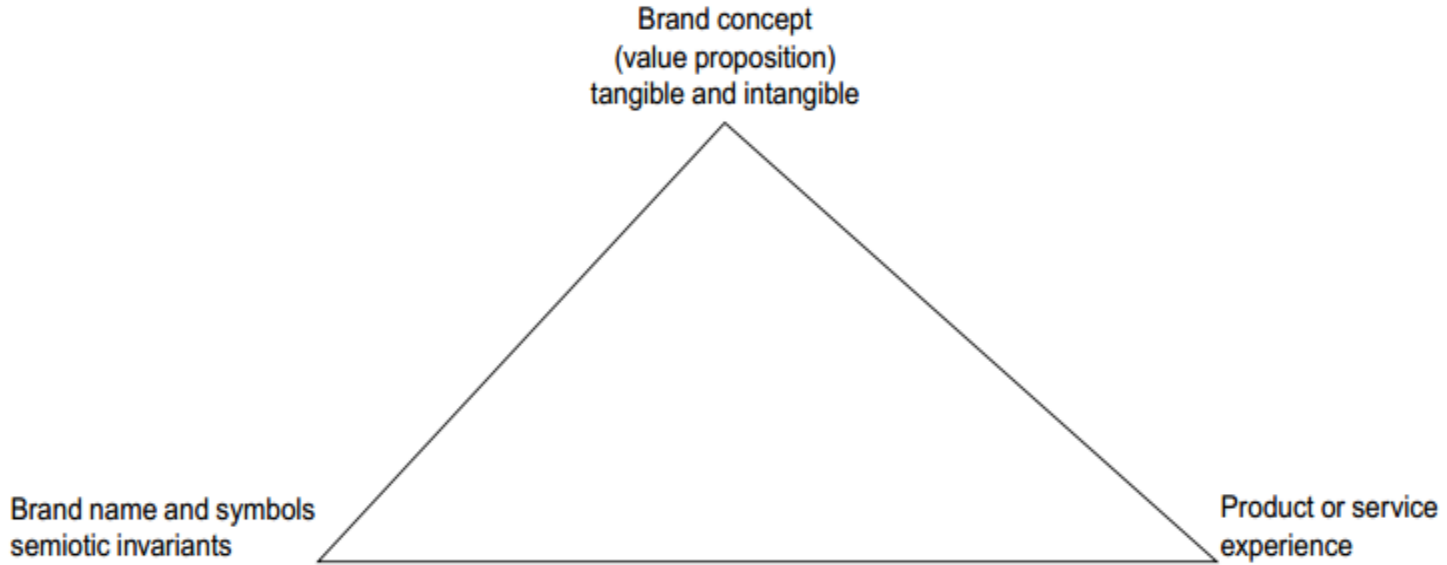 Brand concept
(value proposition)
tangible and intangible
Brand name and symbols
semiotic invariants
Product or service
experience